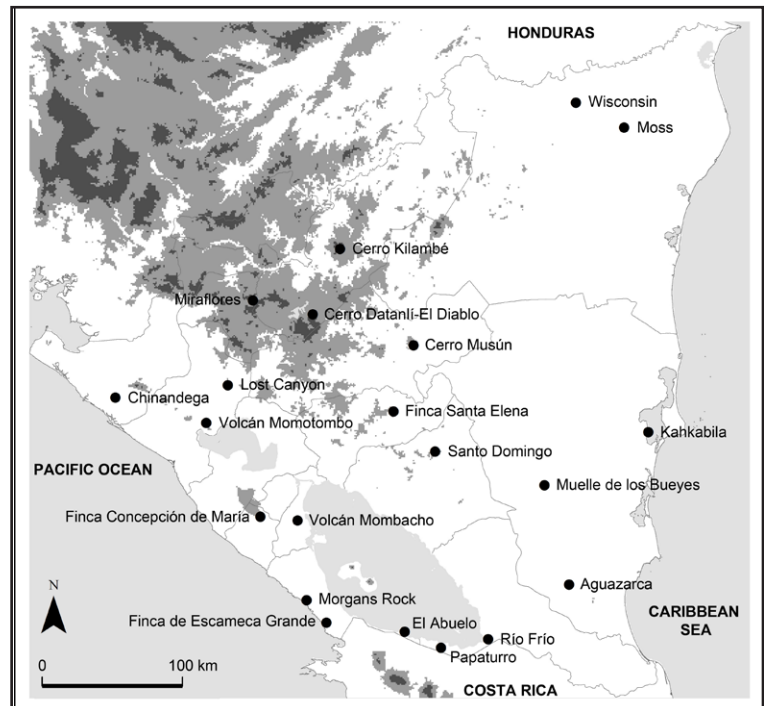 HONDURAS
Wisconsin
Moss
Cerro Kilambé
Miraflores
Cerro Datanlí-El Diablo
Cerro Musún
Lost Canyon
Chinandega
Finca Santa Elena
Volcán Momotombo
Kahkabila
Santo Domingo
PACIFIC OCEAN
Muelle de los Bueyes
Finca Concepción de María
Volcán Mombacho
Aguazarca
N
Morgans Rock
CARIBBEAN
SEA
Finca de Escameca Grande
El Abuelo
Río Frío
Papaturro
0
100 km
COSTA RICA